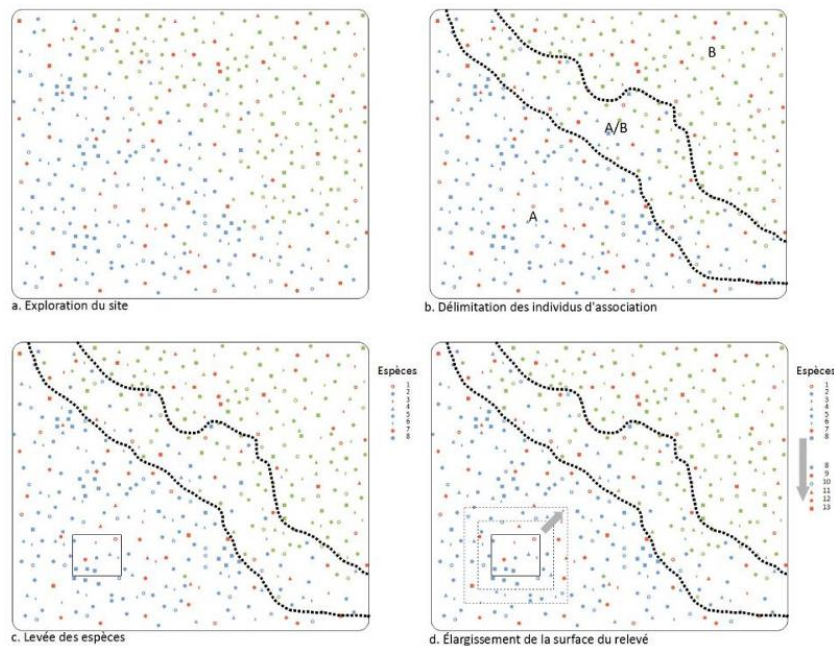 B
A/B
A
a. Exploration du site
b. Délimitation des individus d'association
Espèces
1
2
3
4
5
6
7
8
Espèces
1
2
3
4
5
6
7
8
8
9
10
11
12
13
c. Levée des espèces
d. Élargissement de la surface du relevé